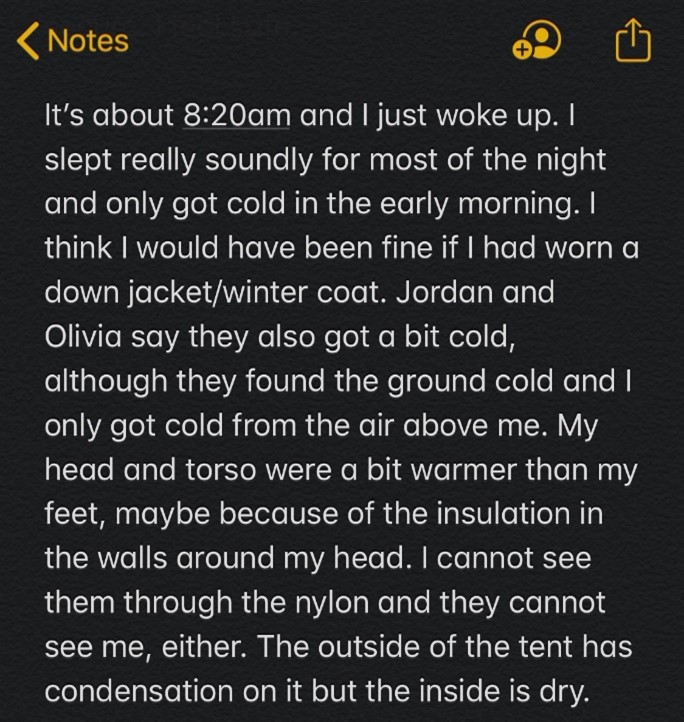 Notes
It’s about 8:20am and I just woke up. I
slept really soundly for most of the night
and only got cold in the early morning. I
think I would have been fine if I had worn a
down jacket/winter coat. Jordan and
Olivia say they also got a bit cold,
although they found the ground cold and I
only got cold from the air above me. My
head and torso were a bit warmer than my
feet, maybe because of the insulation in
the walls around my head. I cannot see
them through the nylon and they cannot
see me, either. The outside of the tent has
condensation on it but the inside is dry.